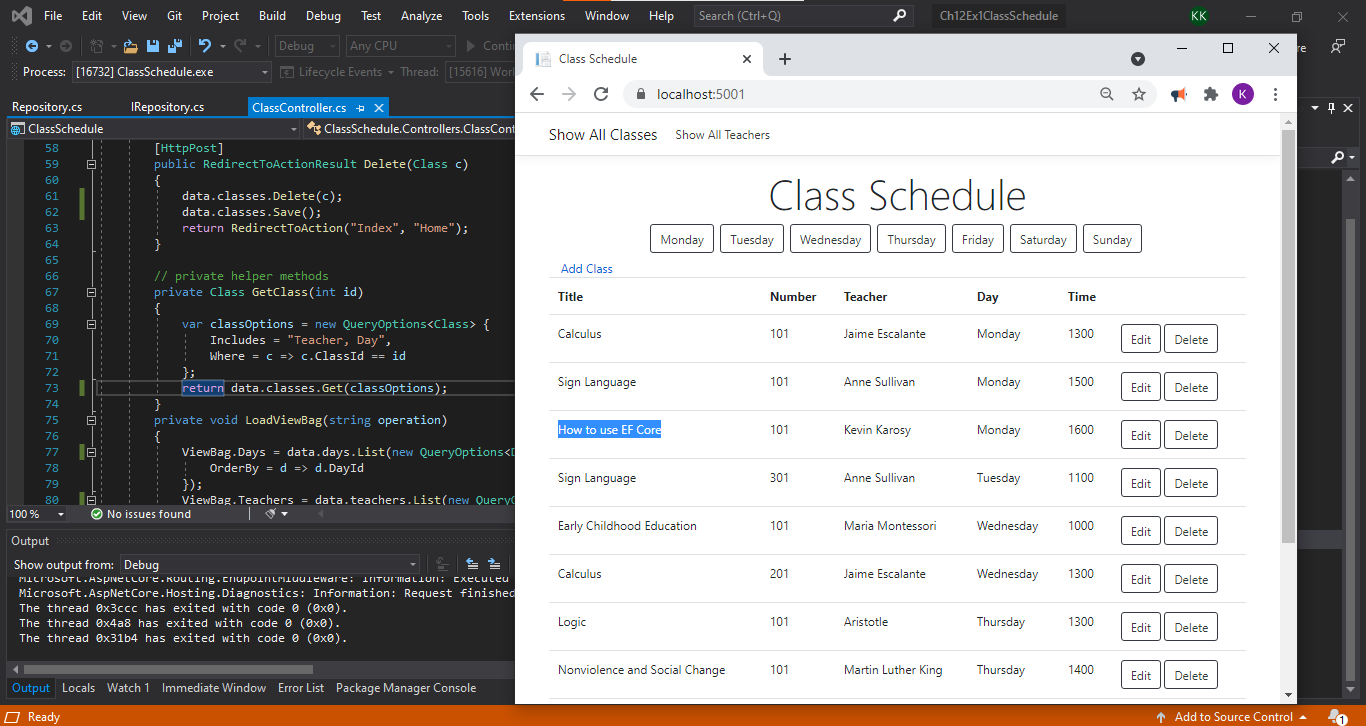 File Edit View Git Project Build Debug Test Analyze Tools Extensions Window Help Search (Ctrl+Q) Ch12Ex1ClassSchedule KK
Debug Any CPU
Process: [16732] ClassSchedule.exe Lifecycle Events Thread:
Repository.cs IRepository.cs ClassController.cs
ClassSchedule
58 [HttpPost]
59 public RedirectToActionResult Delete(Class c)
60 {
61 data.classes.Delete(c);
62 data.classes.Save();
63 return RedirectToAction("Index", "Home");
64 }
65
66 // private helper methods
67 private Class GetClass(int id)
68 {
69 var classOptions = new QueryOptions<Class> {
70 Includes = "Teacher, Day",
71 Where = c => c.ClassId == id
72 };
73 return data.classes.Get(classOptions);
74 }
75 private void LoadViewBag(string operation)
76 {
77 ViewBag.Days = data.days.List(new QueryOptions<D
78 OrderBy = d => d.DayId
79 });
80 ViewBag.Teachers = data.teachers.List(new QueryO
100 % No issues found
Output
Show output from: Debug
Microsoft.AspNetCore.Routing.EndpointMiddleware: Information: Executed
Microsoft.AspNetCore.Hosting.Diagnostics: Information: Request finished
The thread 0x3ccc has exited with code 0 (0x0).
The thread 0x4a8 has exited with code 0 (0x0).
The thread 0x31b4 has exited with code 0 (0x0).
Output Locals Watch 1 Immediate Window Error List Package Manager Console
Ready
Add to Source Control 1
Class Schedule
localhost:5001 K
Show All Classes Show All Teachers
Class Schedule
Monday Tuesday Wednesday Thursday Friday Saturday Sunday
Add Class
Title Number Teacher Day Time
Calculus 101 Jaime Escalante Monday 1300 Edit Delete
Sign Language 101 Anne Sullivan Monday 1500 Edit Delete
How to use EF Core 101 Kevin Karosy Monday 1600 Edit Delete
Sign Language 301 Anne Sullivan Tuesday 1100 Edit Delete
Early Childhood Education 101 Maria Montessori Wednesday 1000 Edit Delete
Calculus 201 Jaime Escalante Wednesday 1300 Edit Delete
Logic 101 Aristotle Thursday 1300 Edit Delete
Nonviolence and Social Change 101 Martin Luther King Thursday 1400 Edit Delete